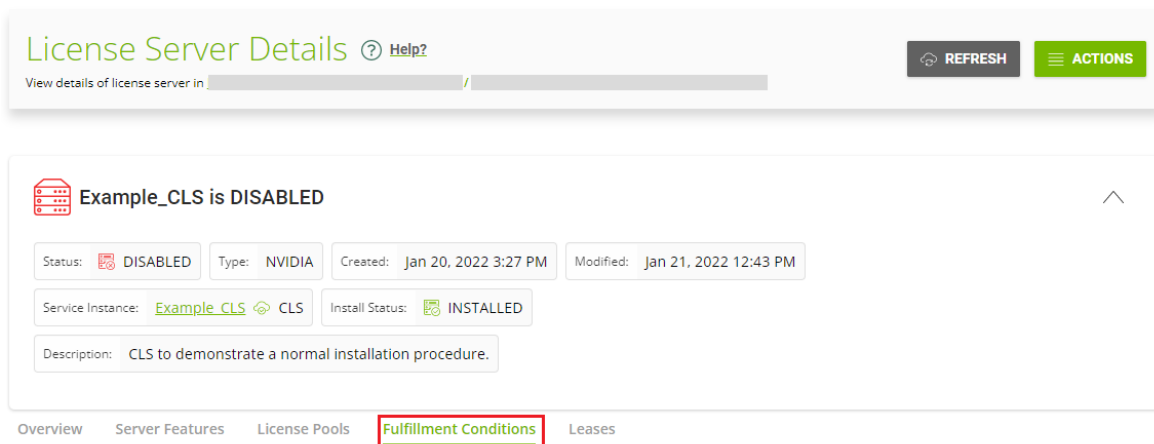 License Server Details ? Help?
REFRESH
ACTIONS
View details of license server in /
Example_CLS is DISABLED
Status: DISABLED Type: NVIDIA Created: Jan 20, 2022 3:27 PM Modified: Jan 21, 2022 12:43 PM
Service Instance: Example_CLS CLS Install Status: INSTALLED
Description: CLS to demonstrate a normal installation procedure.
Overview Server Features License Pools Fulfillment Conditions Leases